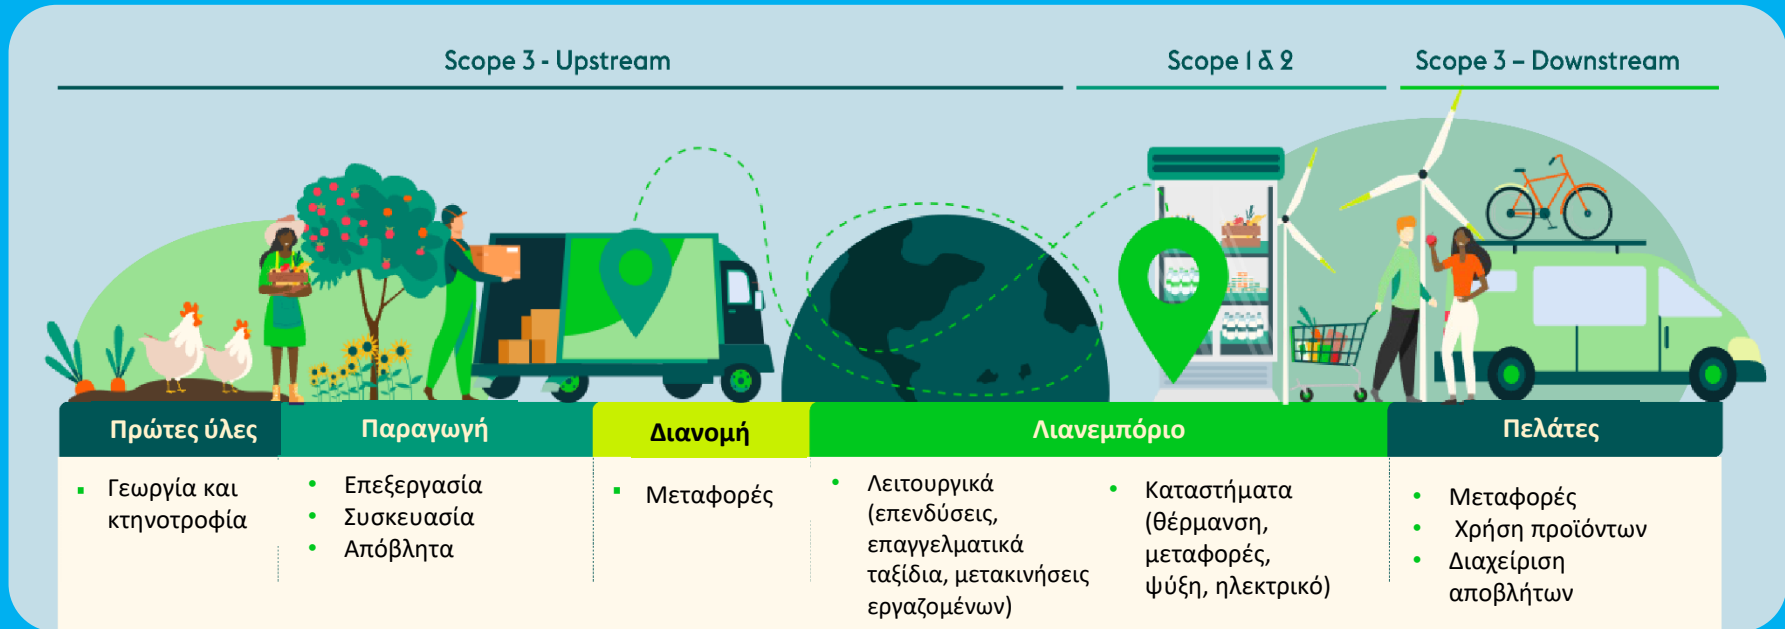 Scope 3 - Upstream
Scope 1 & 2
Scope 3 – Downstream
Πρώτες ύλες
Παραγωγή
Διανομή
Λιανεμπόριο
Πελάτες
▪ Γεωργία και
κτηνοτροφία
• Επεξεργασία
• Συσκευασία
• Απόβλητα
▪ Μεταφορές
• Λειτουργικά
(επενδύσεις,
επαγγελματικά
ταξίδια, μετακινήσεις
εργαζομένων)
• Καταστήματα
(θέρμανση,
μεταφορές,
ψύξη, ηλεκτρικό)
• Μεταφορές
• Χρήση προϊόντων
• Διαχείριση
αποβλήτων